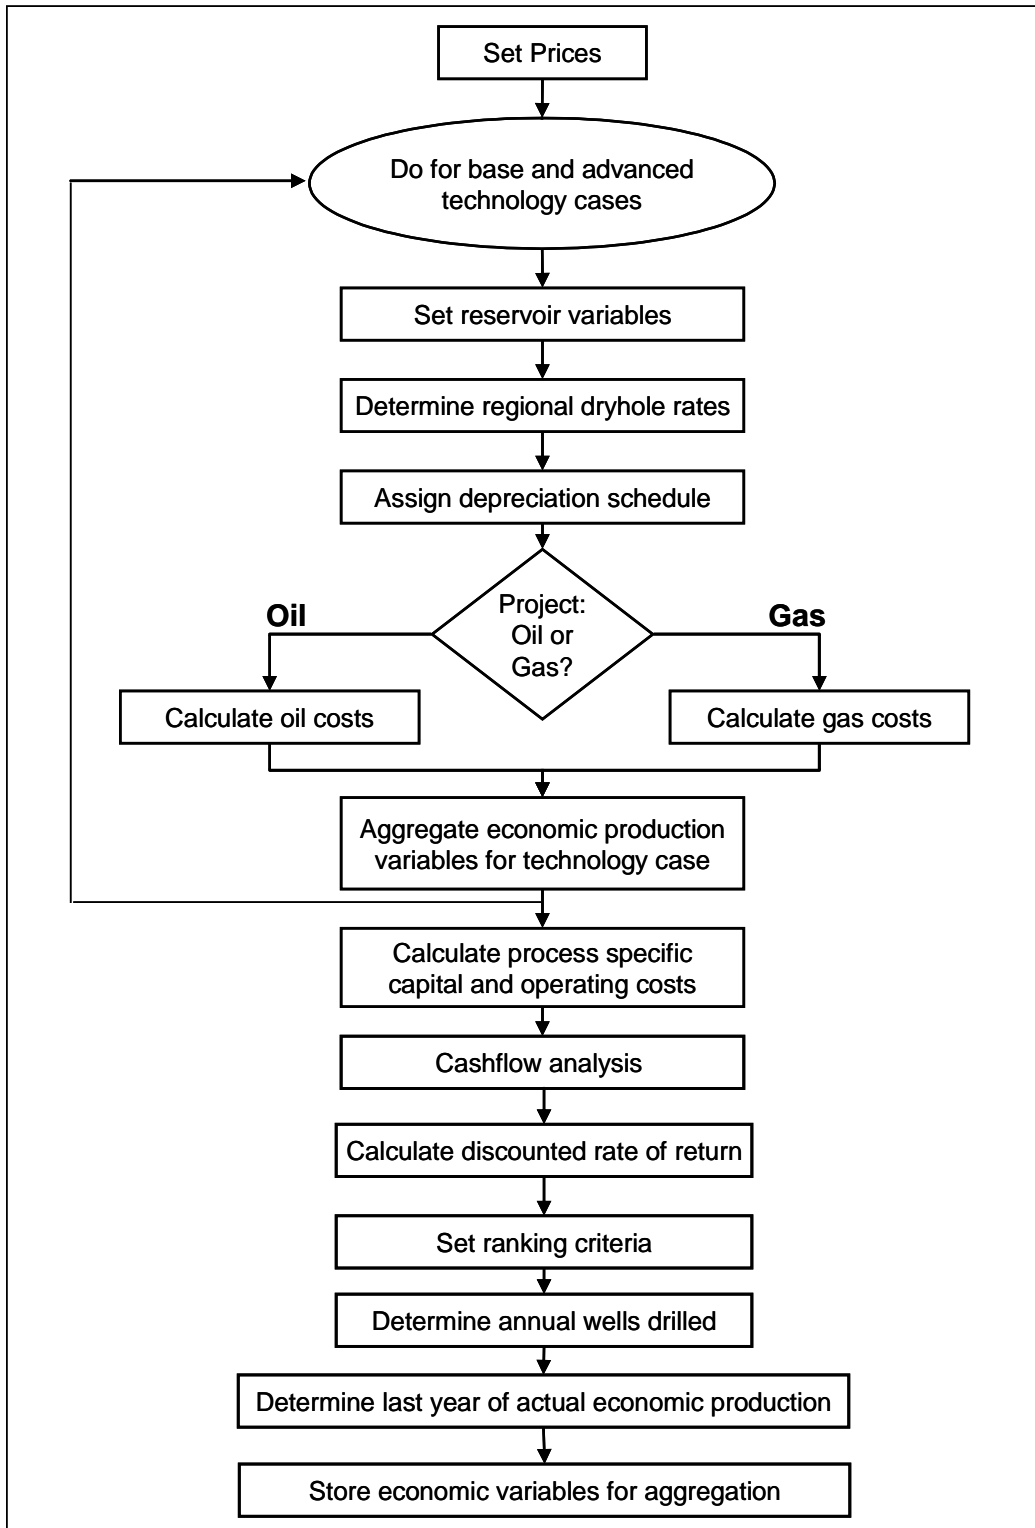 Set Prices
Do for base and advanced
technology cases
Set reservoir variables
Determine regional dryhole rates
Assign depreciation schedule
Project:
Oil or
Gas?
Oil
Gas
Calculate oil costs
Calculate gas costs
Aggregate economic production
variables for technology case
Calculate process specific
capital and operating costs
Cashflow analysis
Calculate discounted rate of return
Set ranking criteria
Determine annual wells drilled
Determine last year of actual economic production
Store economic variables for aggregation